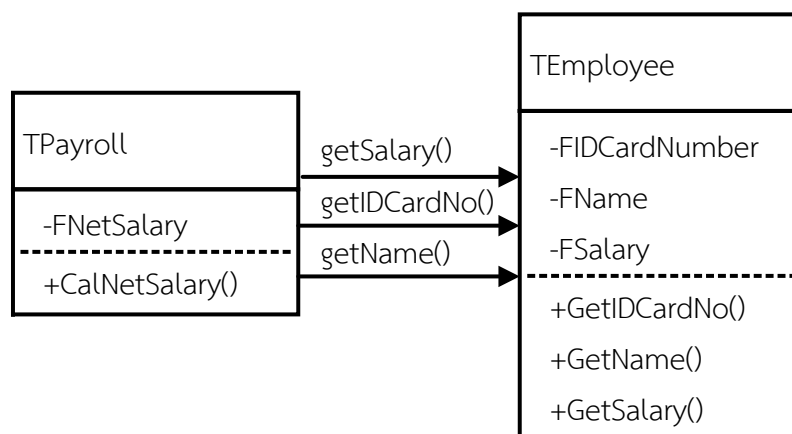 TPayroll
-FNetSalary
+CalNetSalary()
getSalary()
getIDCardNo()
getName()
TEmployee
-FIDCardNumber
-FName
-FSalary
+GetIDCardNo()
+GetName()
+GetSalary()